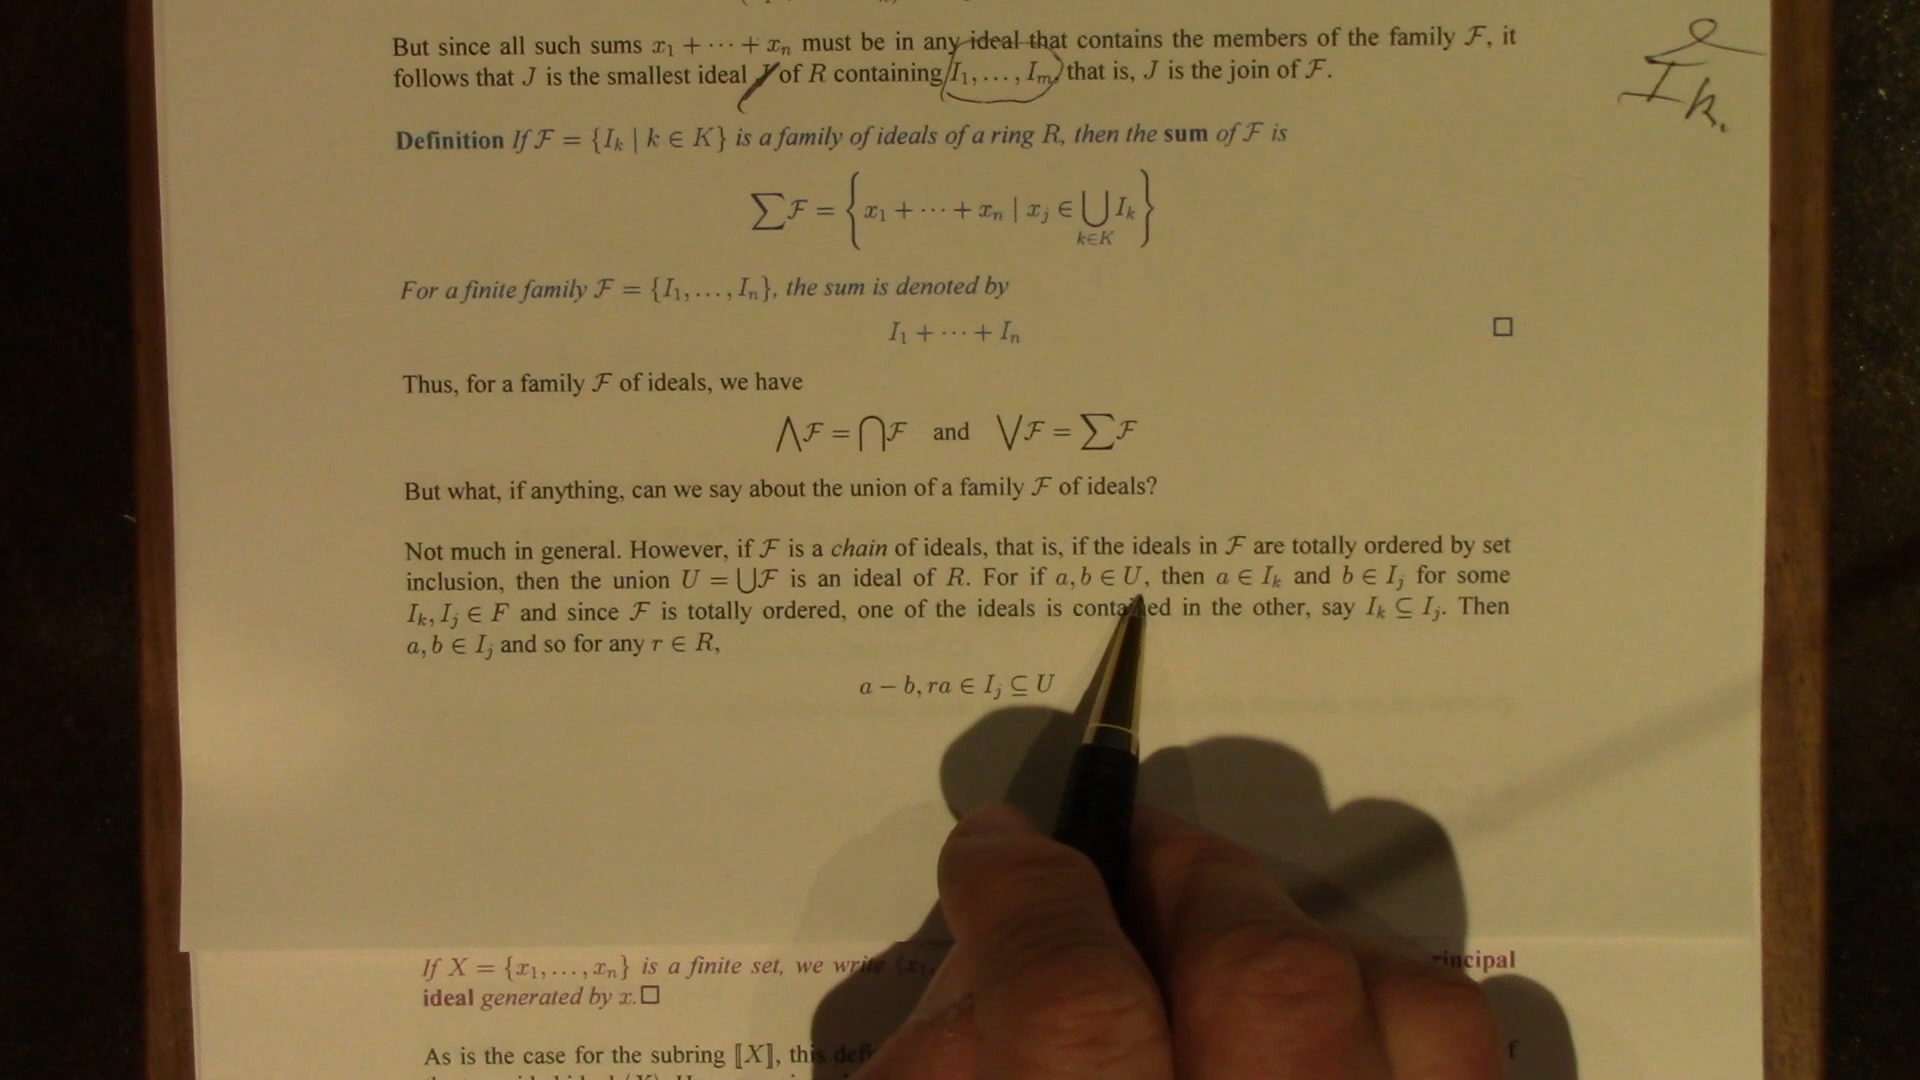 But since all such sums x₁ + ⋯ + xₙ must be in any ideal that contains the members of the family ℱ, it
follows that J is the smallest ideal of R containing I₁, …, Iₘ, that is, J is the join of ℱ.
I k.
Definition If ℱ = {Iₖ | k ∈ K} is a family of ideals of a ring R, then the sum of ℱ is
∑ℱ = { x₁ + ⋯ + xₙ | xⱼ ∈ ⋃ Iₖ }
k∈K
For a finite family ℱ = {I₁, …, Iₙ}, the sum is denoted by
I₁ + ⋯ + Iₙ
□
Thus, for a family ℱ of ideals, we have
⋀ℱ = ⋂ℱ and ⋁ℱ = ∑ℱ
But what, if anything, can we say about the union of a family ℱ of ideals?
Not much in general. However, if ℱ is a chain of ideals, that is, if the ideals in ℱ are totally ordered by set
inclusion, then the union U = ⋃ℱ is an ideal of R. For if a, b ∈ U, then a ∈ Iₖ and b ∈ Iⱼ for some
Iₖ, Iⱼ ∈ F and since ℱ is totally ordered, one of the ideals is contained in the other, say Iₖ ⊆ Iⱼ. Then
a, b ∈ Iⱼ and so for any r ∈ R,
a − b, ra ∈ Iⱼ ⊆ U
If X = {x₁, …, xₙ} is a finite set, we write
ideal generated by x. □
As is the case for the subring ⟦X⟧, this